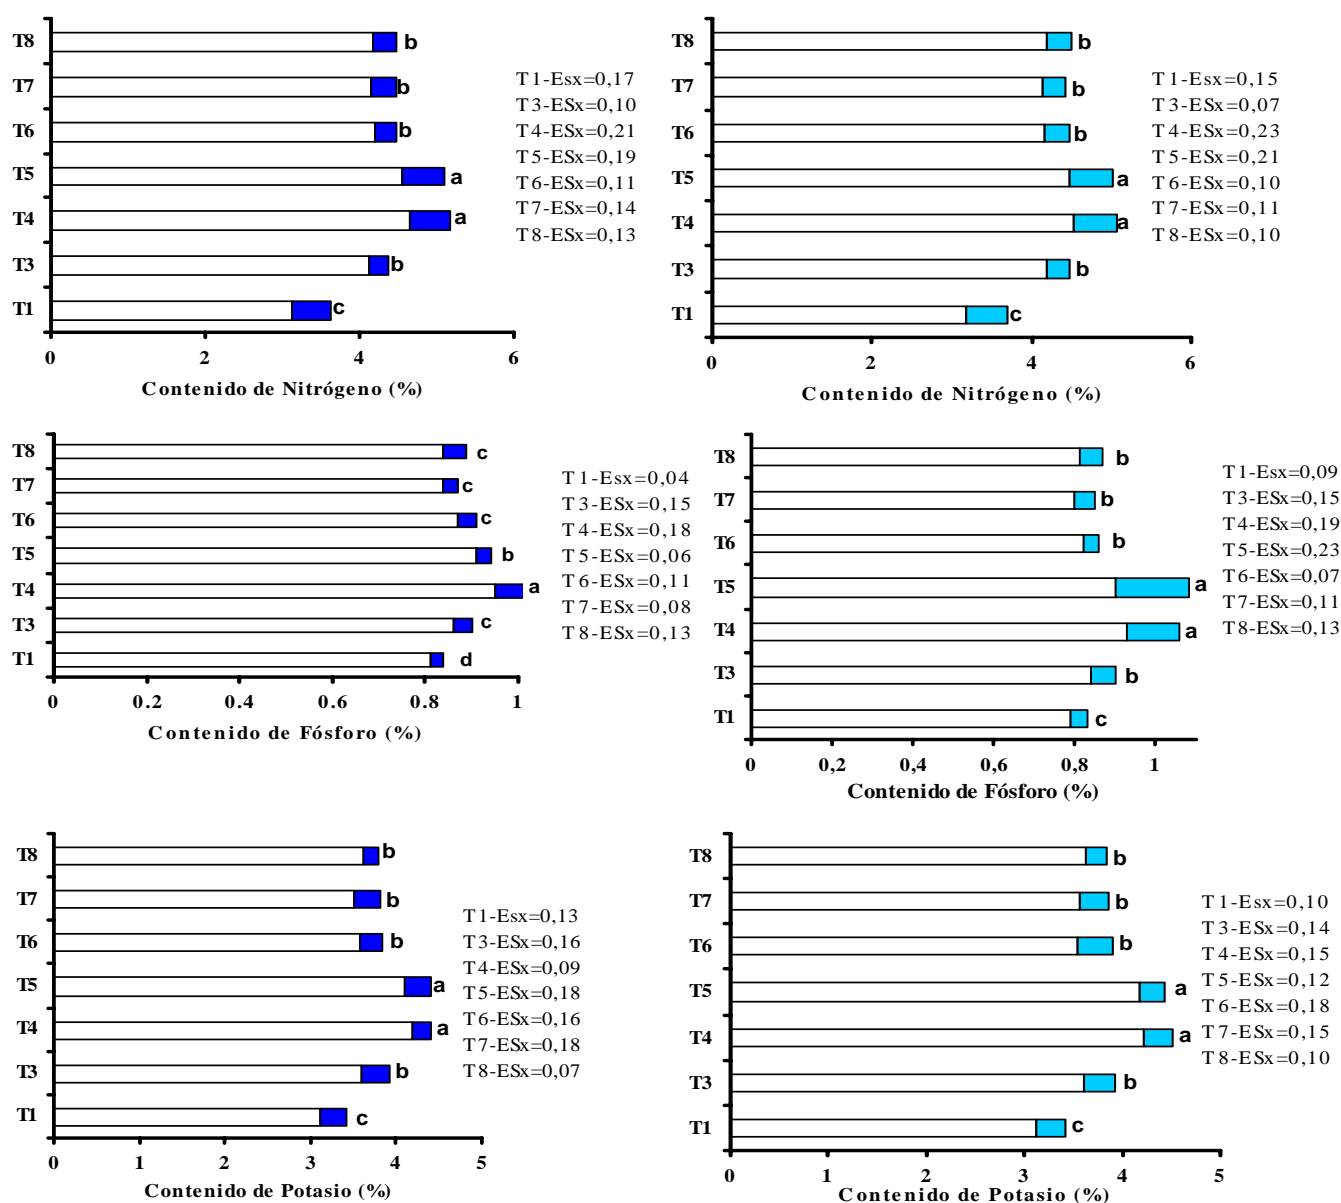 T8
b
T7
b
T6
b
T5
a
T4
a
T3
b
T1
c
T1-Esx=0,17
T3-ESx=0,10
T4-ESx=0,21
T5-ESx=0,19
T6-ESx=0,11
T7-ESx=0,14
T8-ESx=0,13
0 2 4 6
Contenido de Nitrógeno (%)
T8
b
T7
b
T6
b
T5
a
T4
a
T3
b
T1
c
T1-Esx=0,15
T3-ESx=0,07
T4-ESx=0,23
T5-ESx=0,21
T6-ESx=0,10
T7-ESx=0,11
T8-ESx=0,10
0 2 4 6
Contenido de Nitrógeno (%)
T8
c
T7
c
T6
c
T5
b
T4
a
T3
c
T1
d
T1-Esx=0,04
T3-ESx=0,15
T4-ESx=0,18
T5-ESx=0,06
T6-ESx=0,11
T7-ESx=0,08
T8-ESx=0,13
0 0.2 0.4 0.6 0.8 1
Contenido de Fósforo (%)
T8
b
T7
b
T6
b
T5
a
T4
a
T3
b
T1
c
T1-Esx=0,09
T3-ESx=0,15
T4-ESx=0,19
T5-ESx=0,23
T6-ESx=0,07
T7-ESx=0,11
T8-ESx=0,13
0 0,2 0,4 0,6 0,8 1
Contenido de Fósforo (%)
T8
b
T7
b
T6
b
T5
a
T4
a
T3
b
T1
c
T1-Esx=0,13
T3-ESx=0,16
T4-ESx=0,09
T5-ESx=0,18
T6-ESx=0,16
T7-ESx=0,18
T8-ESx=0,07
0 1 2 3 4 5
Contenido de Potasio (%)
T8
b
T7
b
T6
b
T5
a
T4
a
T3
b
T1
c
T1-Esx=0,10
T3-ESx=0,14
T4-ESx=0,15
T5-ESx=0,12
T6-ESx=0,18
T7-ESx=0,15
T8-ESx=0,10
0 1 2 3 4 5
Contenido de Potasio (%)